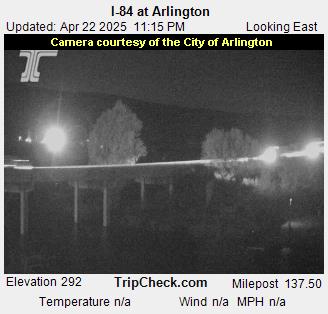 I-84 at Arlington
Updated: Apr 22 2025 11:15 PM Looking East
Camera courtesy of the City of Arlington
Elevation 292 TripCheck.com Milepost 137.50
Temperature n/a Wind n/a MPH n/a